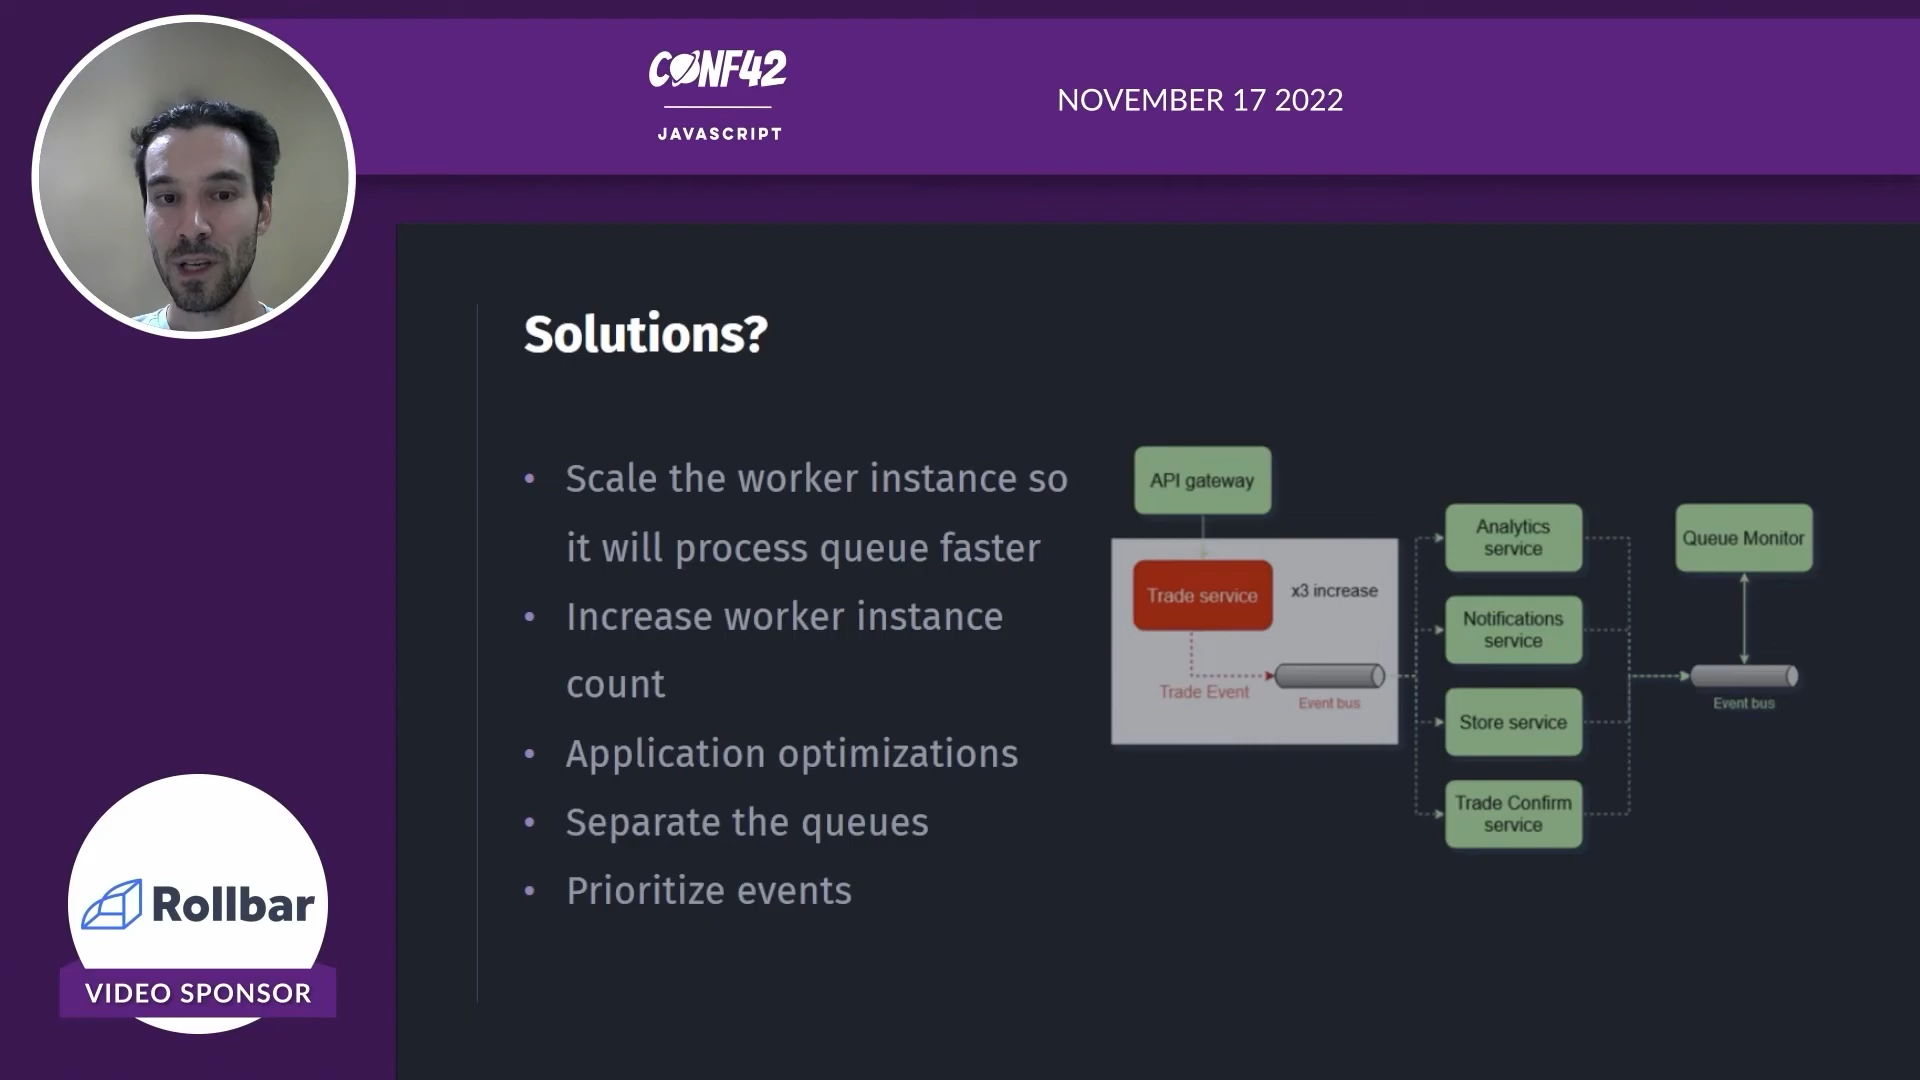 CONF42
JAVASCRIPT
NOVEMBER 17 2022
Solutions?
• Scale the worker instance so
it will process queue faster
• Increase worker instance
count
• Application optimizations
• Separate the queues
• Prioritize events
API gateway
Trade service
x3 increase
Trade Event
Event bus
Analytics
service
Notifications
service
Store service
Trade Confirm
service
Queue Monitor
Event bus
Rollbar
VIDEO SPONSOR